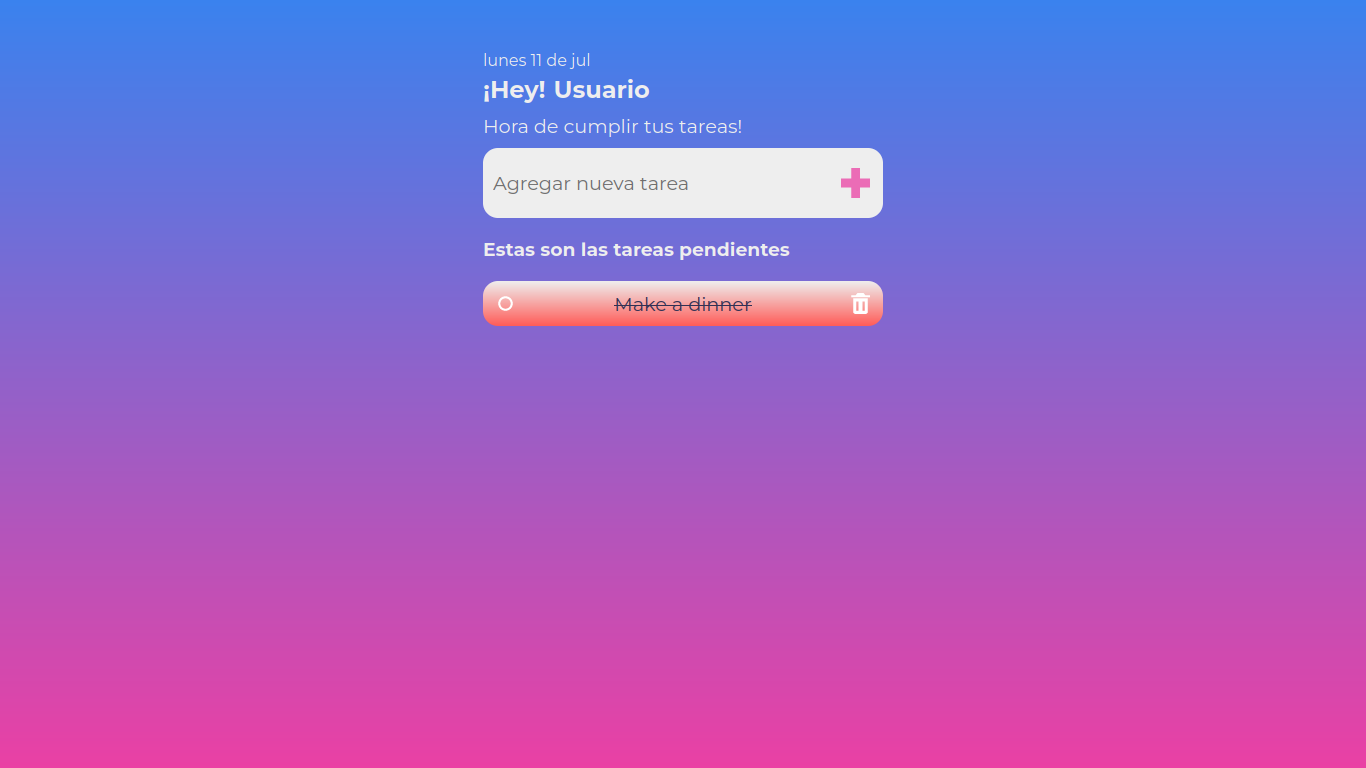 lunes 11 de jul
¡Hey! Usuario
Hora de cumplir tus tareas!
Agregar nueva tarea
Estas son las tareas pendientes
Make a dinner